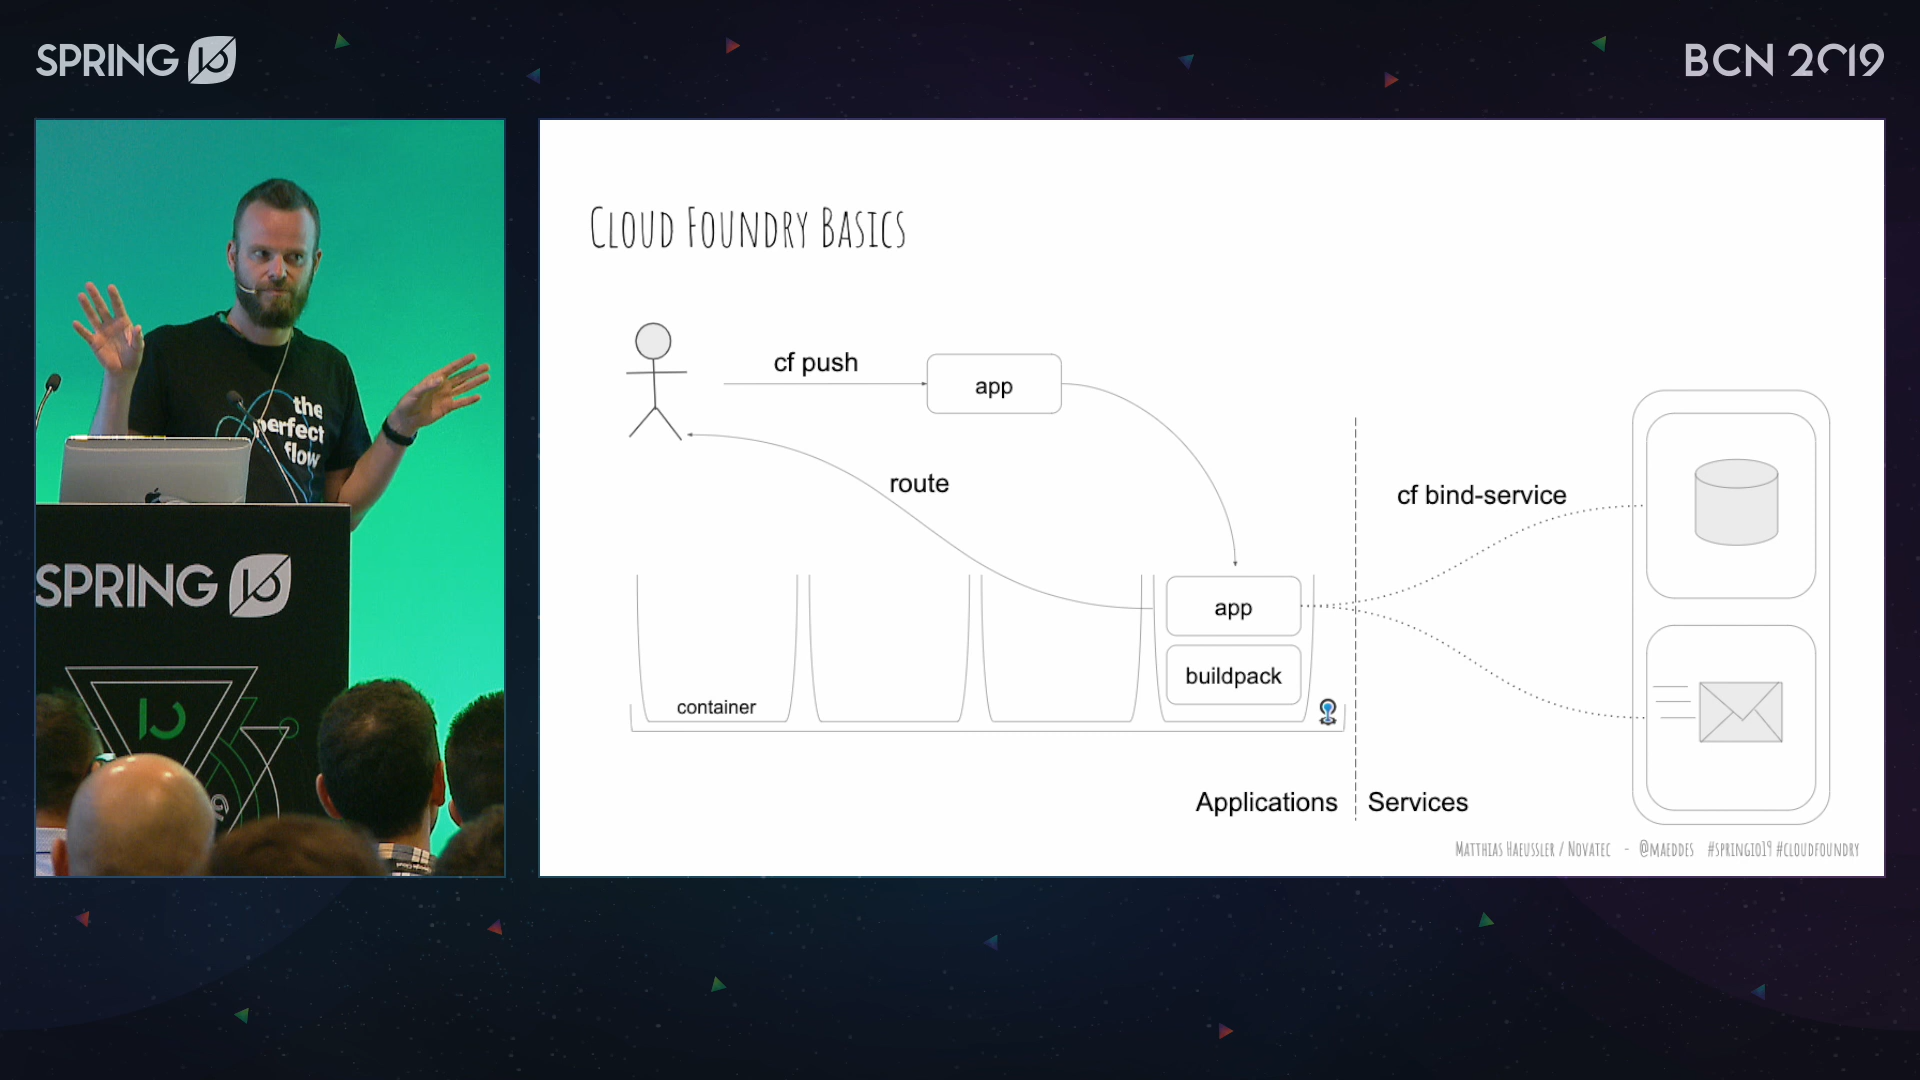 SPRING IO
BCN 2019
the
perfect
flow
SPRING IO
CLOUD FOUNDRY BASICS
cf push
app
route
cf bind-service
app
buildpack
container
Applications
Services
MATTHIAS HAEUSSLER / NOVATEC - @MAEDDES #SPRINGIO19 #CLOUDFOUNDRY